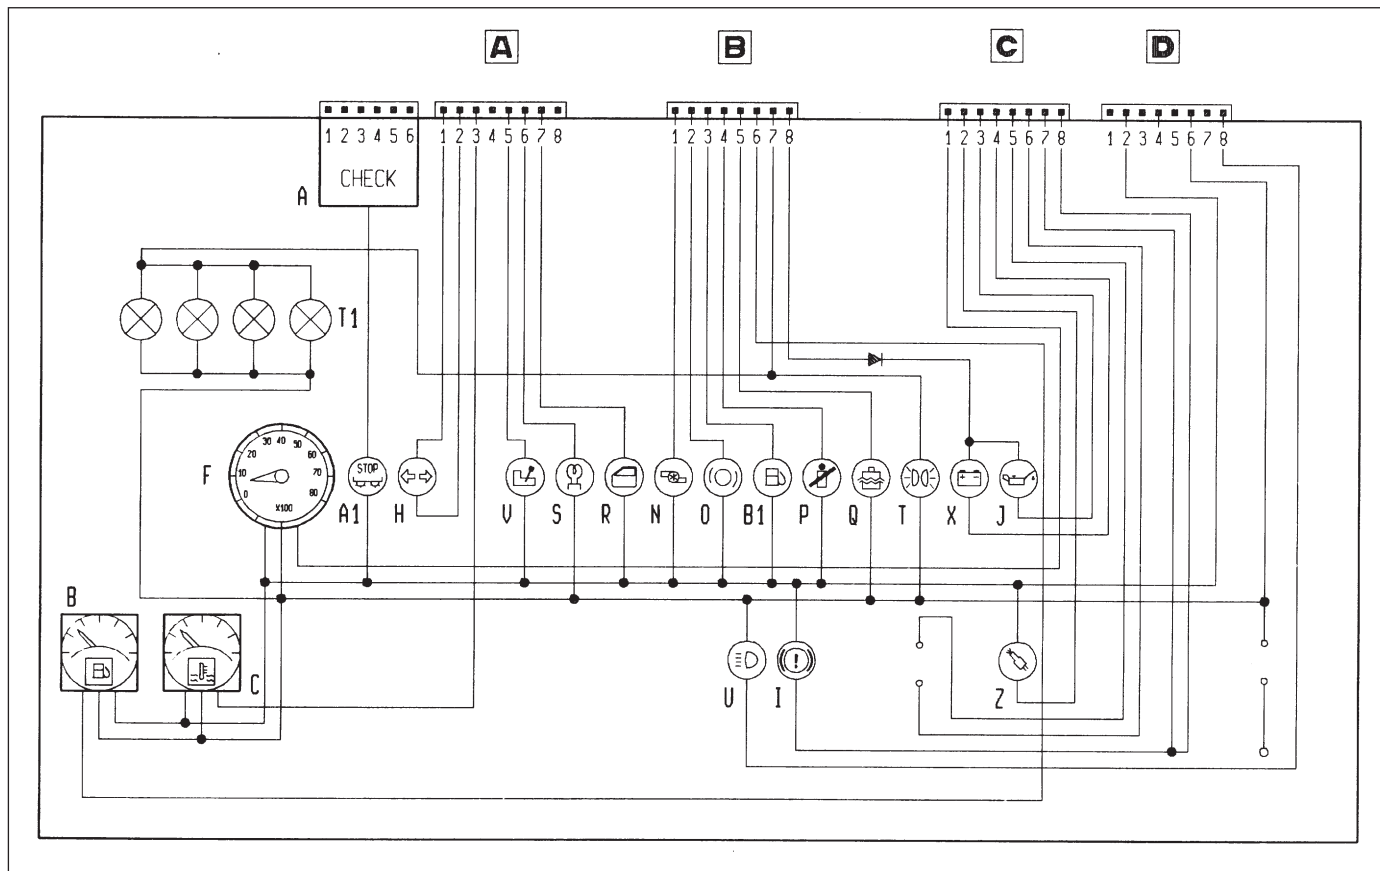 A B C D
1 2 3 4 5 6
1 2 3 4 5 6 7 8
1 2 3 4 5 6 7 8
1 2 3 4 5 6 7 8
1 2 3 4 5 6 7 8
CHECK
A
T1
F
0 10 20 30 40 50 60 70 80
X100
STOP
A1 H V S R N O B1 P Q T X J
B
C
!
U I Z